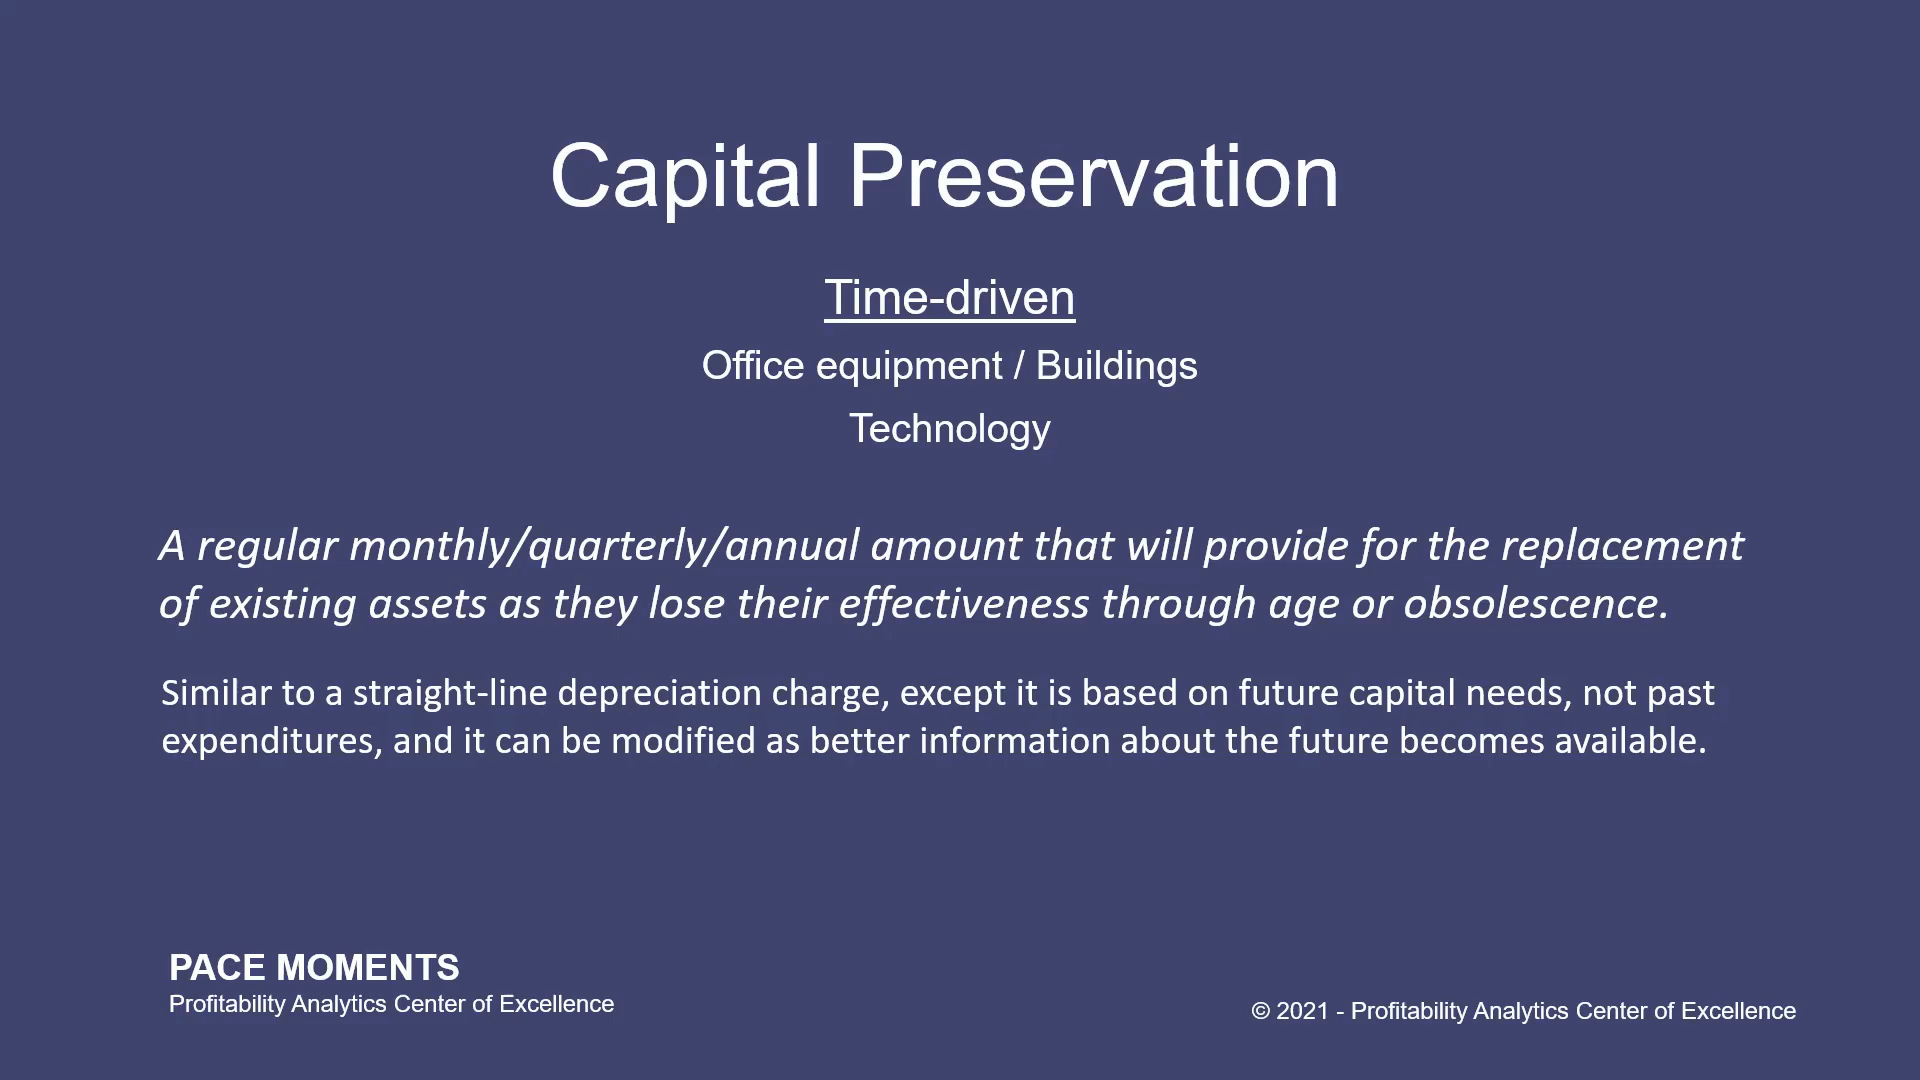 Capital Preservation
Time-driven
Office equipment / Buildings
Technology
A regular monthly/quarterly/annual amount that will provide for the replacement
of existing assets as they lose their effectiveness through age or obsolescence.
Similar to a straight-line depreciation charge, except it is based on future capital needs, not past
expenditures, and it can be modified as better information about the future becomes available.
PACE MOMENTS
Profitability Analytics Center of Excellence
© 2021 - Profitability Analytics Center of Excellence